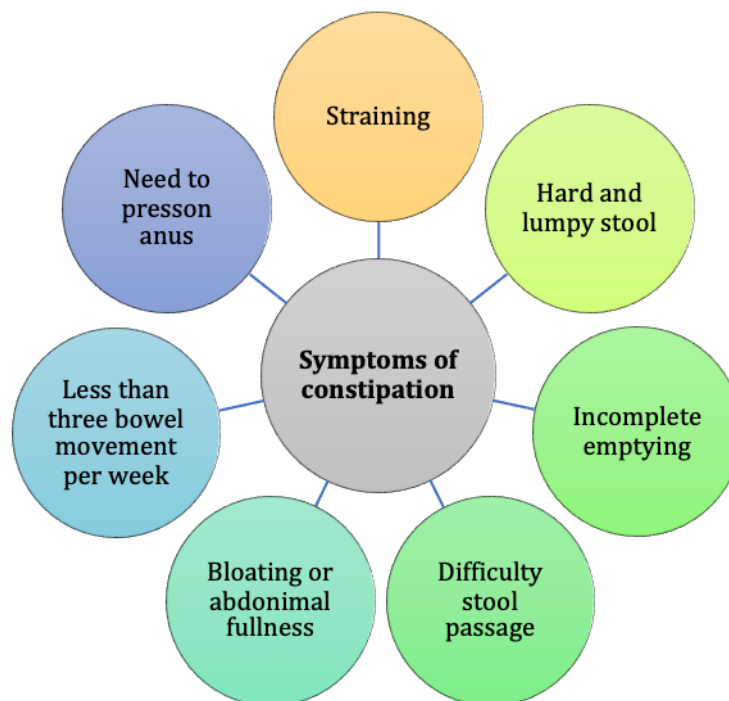 Straining
Hard and
lumpy stool
Incomplete
emptying
Difficulty
stool
passage
Bloating or
abdonimal
fullness
Less than
three bowel
movement
per week
Need to
presson
anus
Symptoms of
constipation